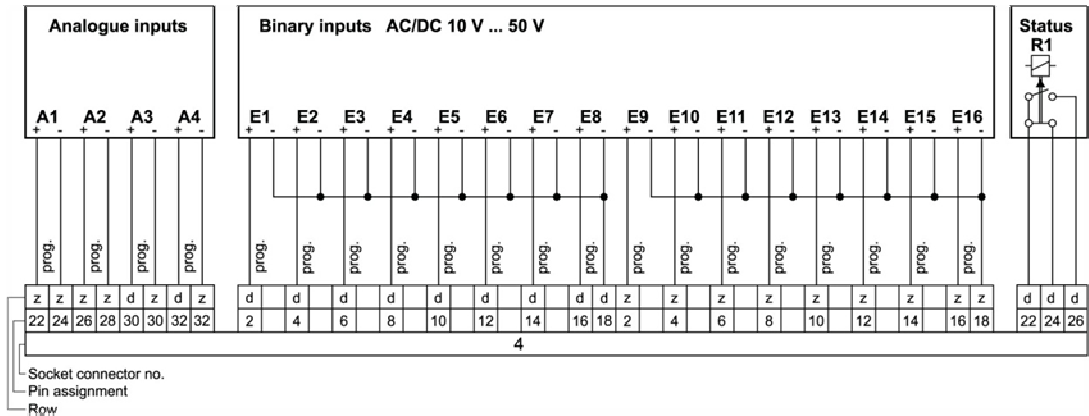 Analogue inputs
Binary inputs AC/DC 10 V ... 50 V
Status
R1
A1 A2 A3 A4 E1 E2 E3 E4 E5 E6 E7 E8 E9 E10 E11 E12 E13 E14 E15 E16
+ - + - + - + - + - + - + - + - + - + - + - + - + - + - + - + - + - + - + - + -
prog. prog. prog. prog. prog. prog. prog. prog. prog. prog. prog. prog. prog. prog. prog. prog. prog. prog. prog. prog.
z z z z d z d z d d d d d d d d d z z z z z z z z z d d d
22 24 26 28 30 30 32 32 2 4 6 8 10 12 14 16 18 2 4 6 8 10 12 14 16 18 22 24 26
4
Socket connector no.
Pin assignment
Row